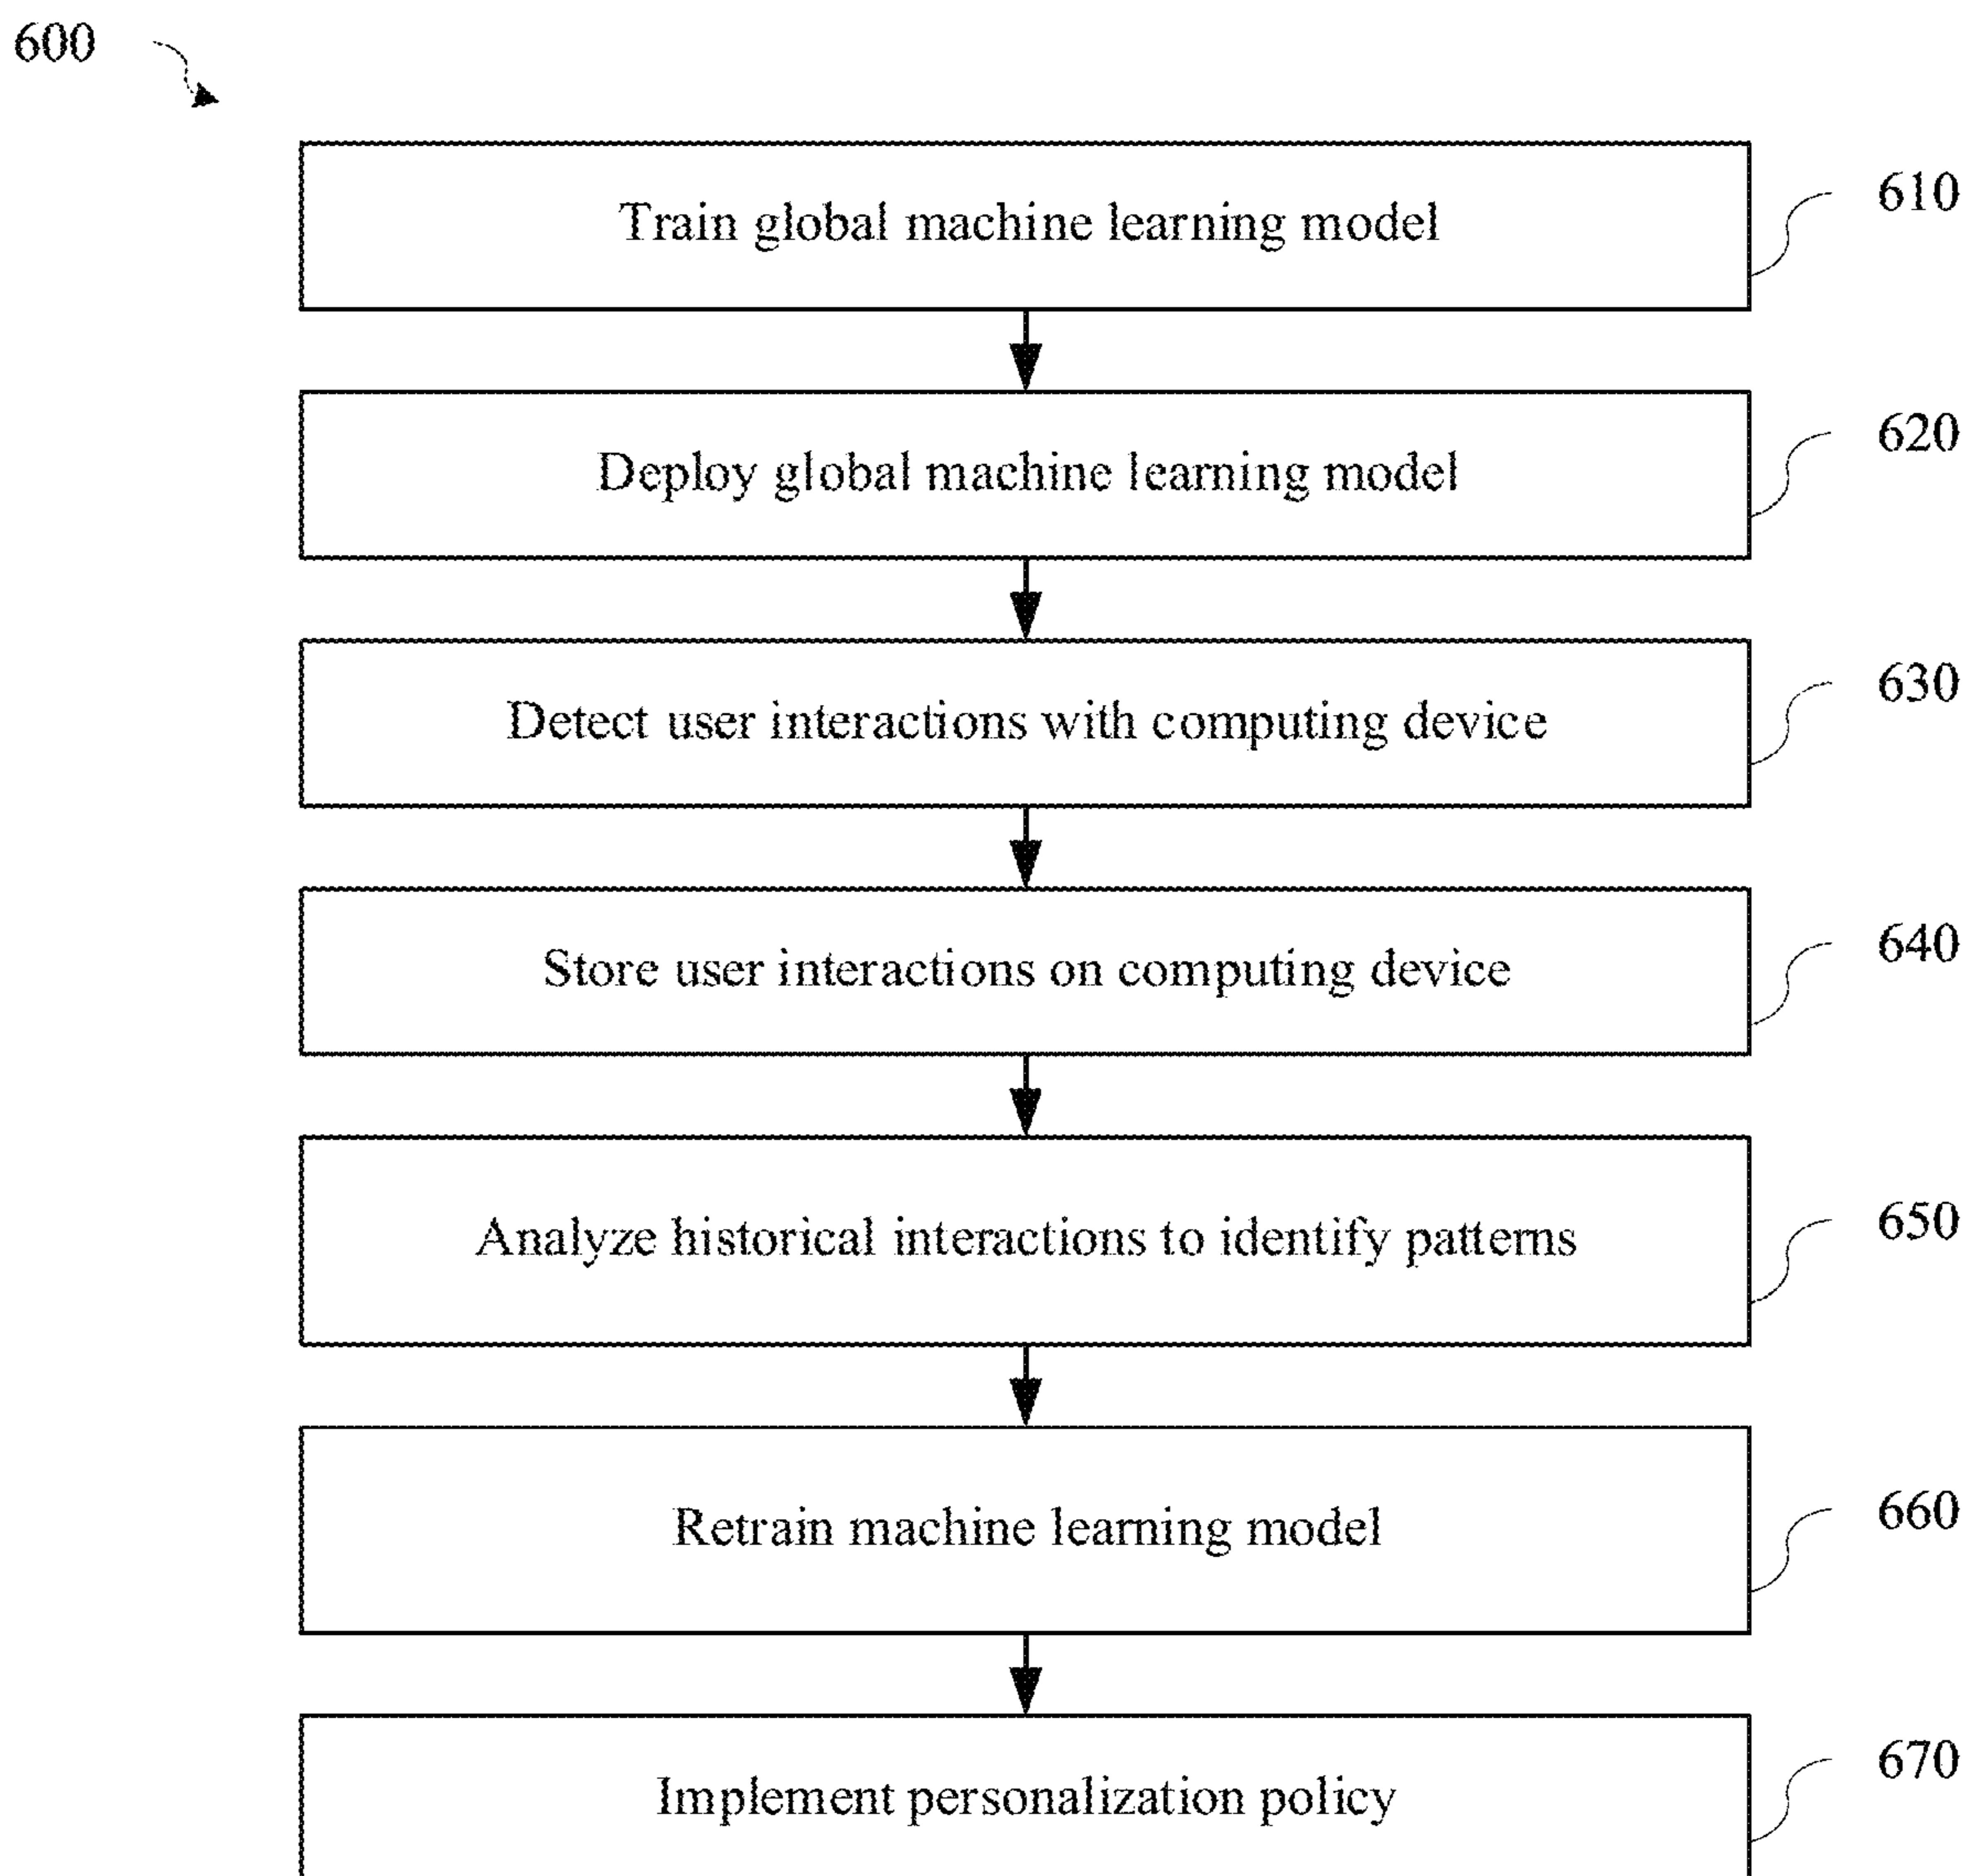 600
Train global machine learning model
610
Deploy global machine learning model
620
Detect user interactions with computing device
630
Store user interactions on computing device
640
Analyze historical interactions to identify patterns
650
Retrain machine learning model
660
Implement personalization policy
670